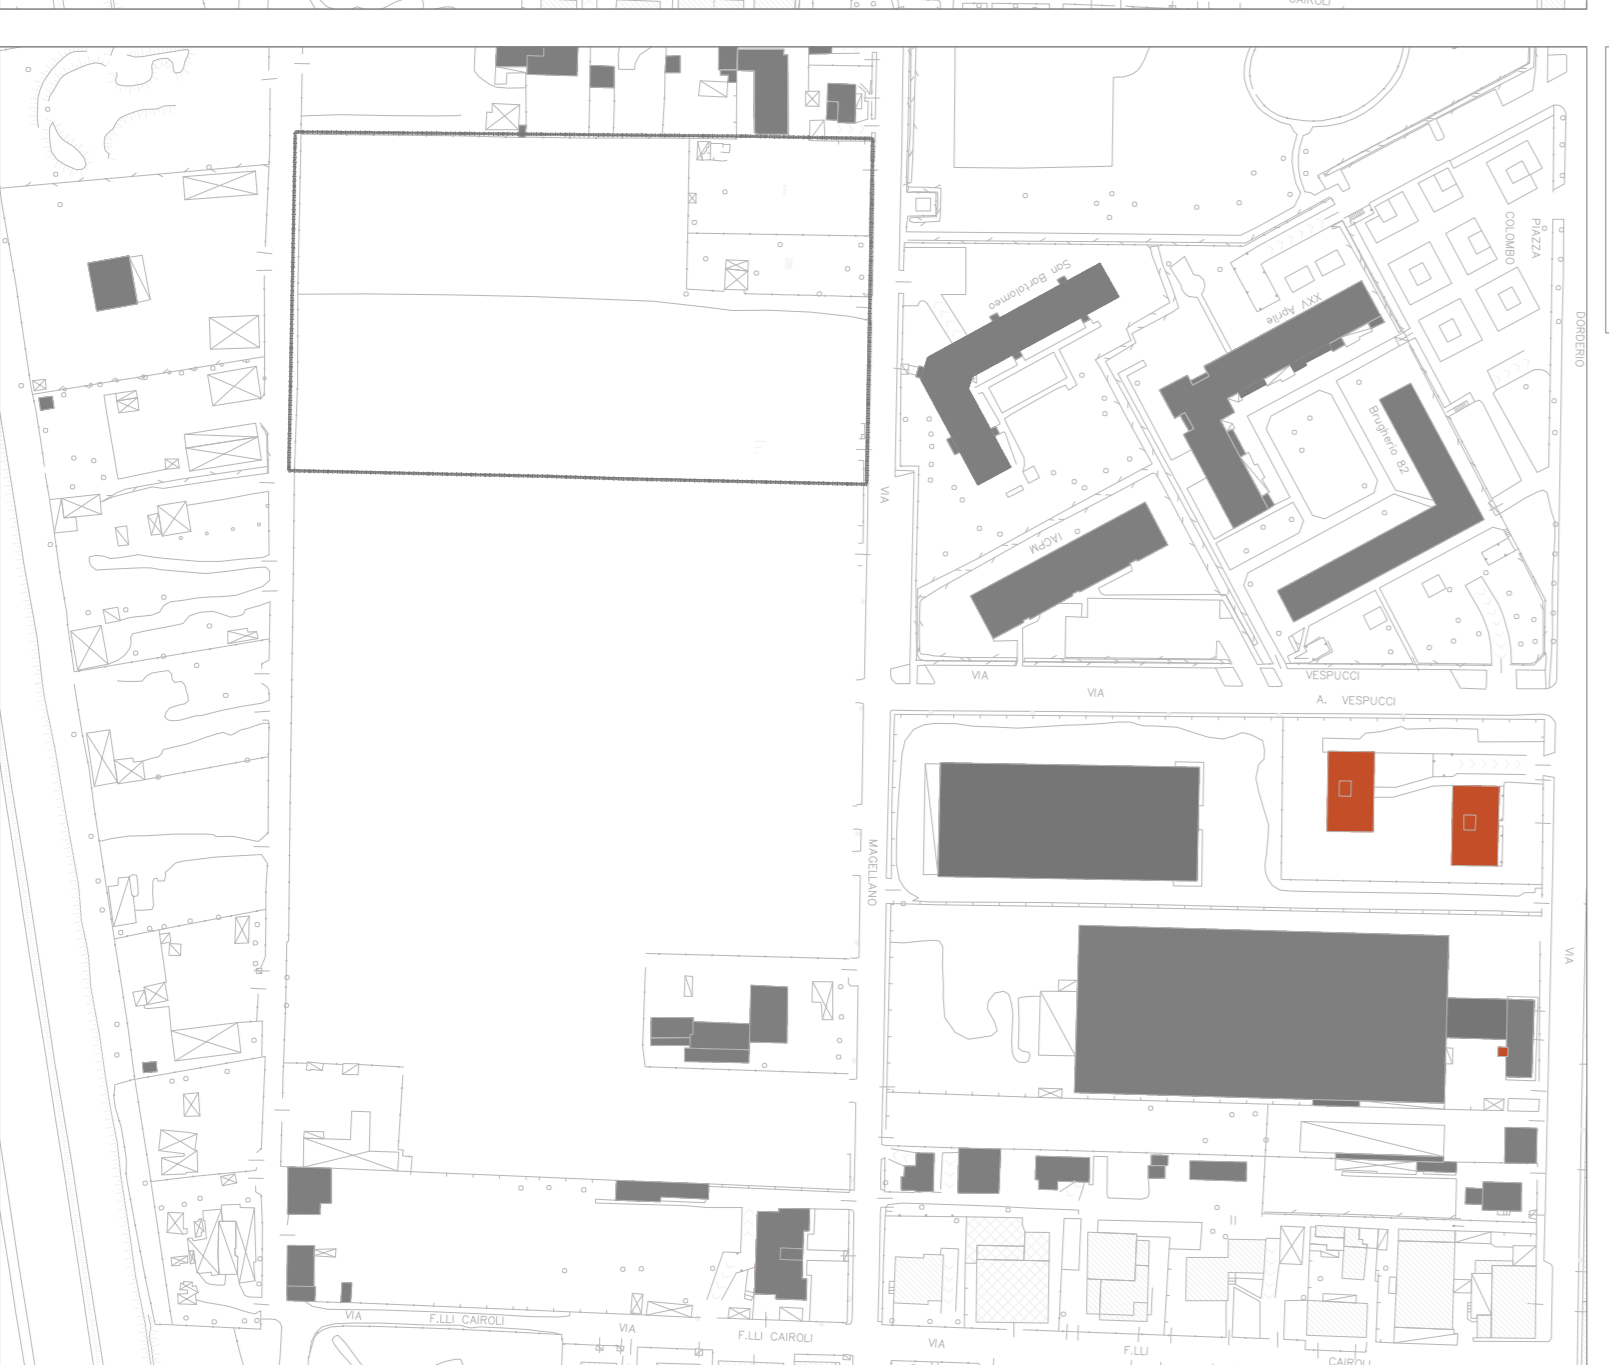 CAIROLI
PIAZZA
COLOMBO
San Bartolomeo
XXV Aprile
DORDERIO
Brugherio 82
VIA
IACPM
VIA
VESPUCCI
VIA
A. VESPUCCI
MAGELLANO
VIA
VIA
F.LLI CAIROLI
VIA
F.LLI CAIROLI
VIA
F.LLI
CAIROLI